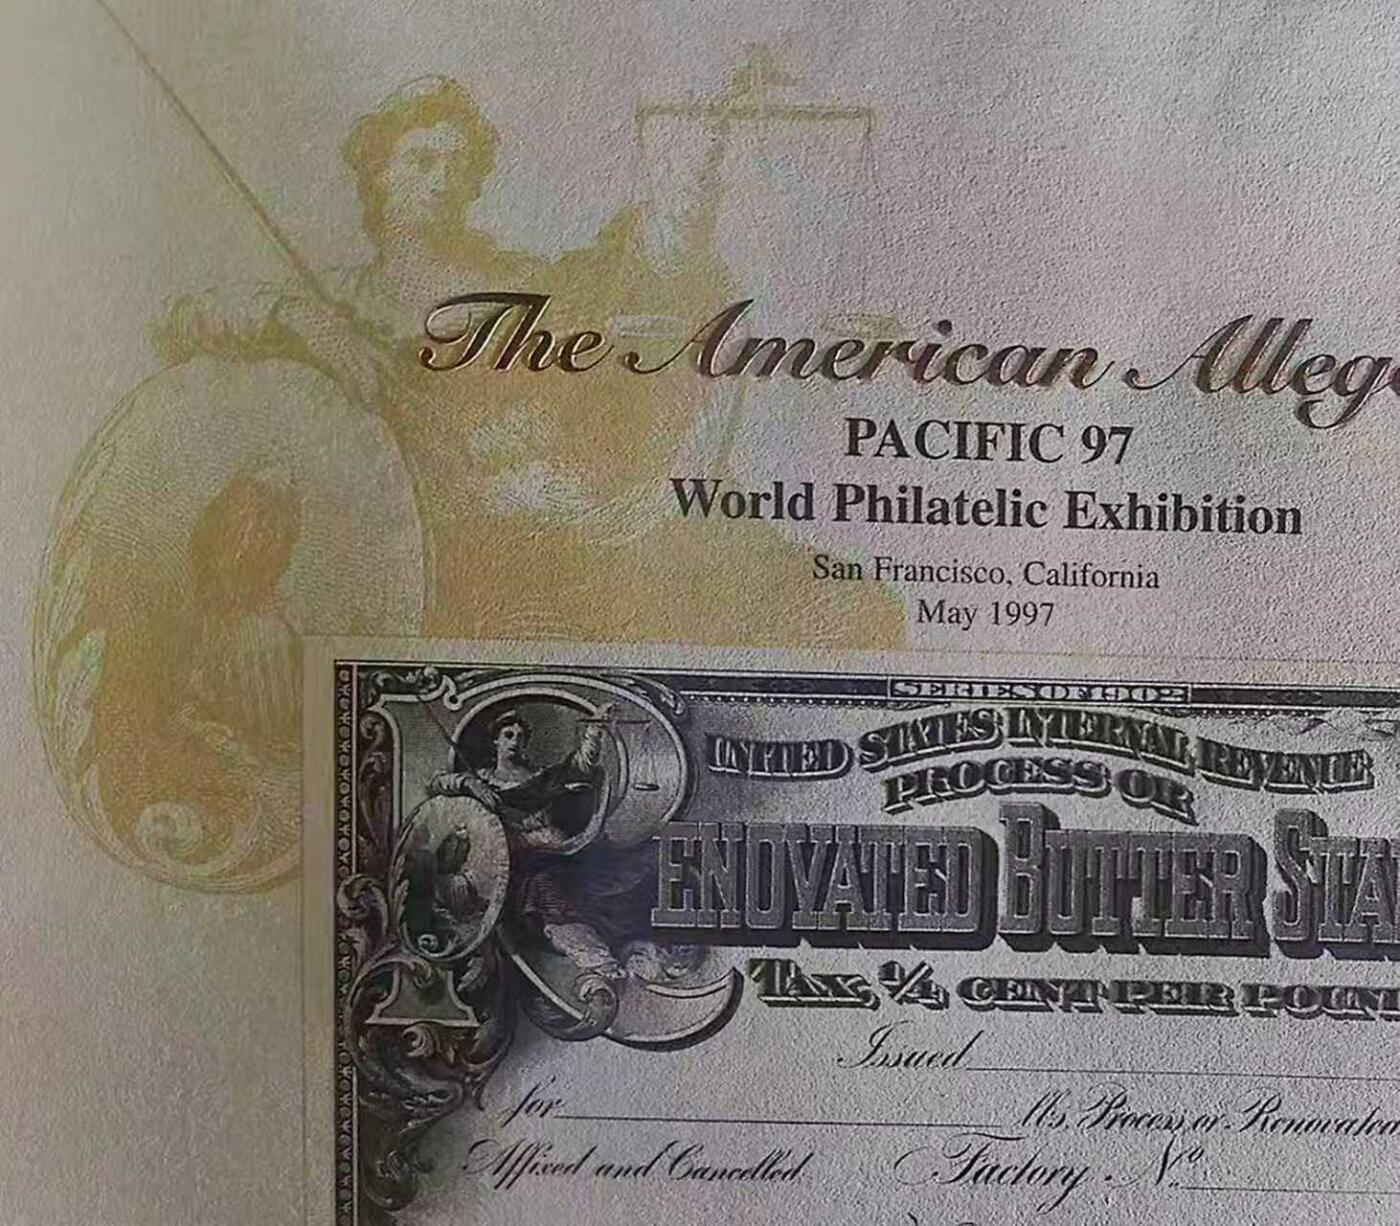 The American Alleg
PACIFIC 97
World Philatelic Exhibition
San Francisco, California
May 1997
SERIES OF 1902
UNITED STATES INTERNAL REVENUE
PROCESS OR
RENOVATED BUTTER STA
TAX, 1/4 CENT PER POUN
Issued
for lbs. Process or Renovated
Affixed and Cancelled Factory No.